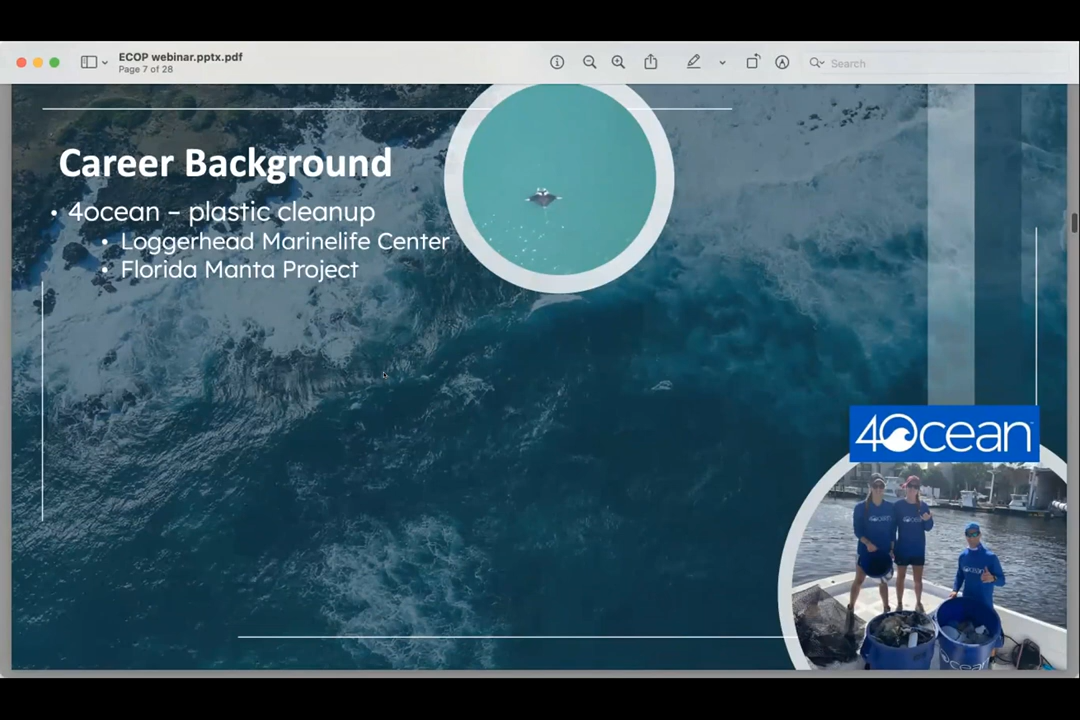 ECOP webinar.pptx.pdf
Page 7 of 28
Search
Career Background
• 4ocean – plastic cleanup
• Loggerhead Marinelife Center
• Florida Manta Project
4ocean